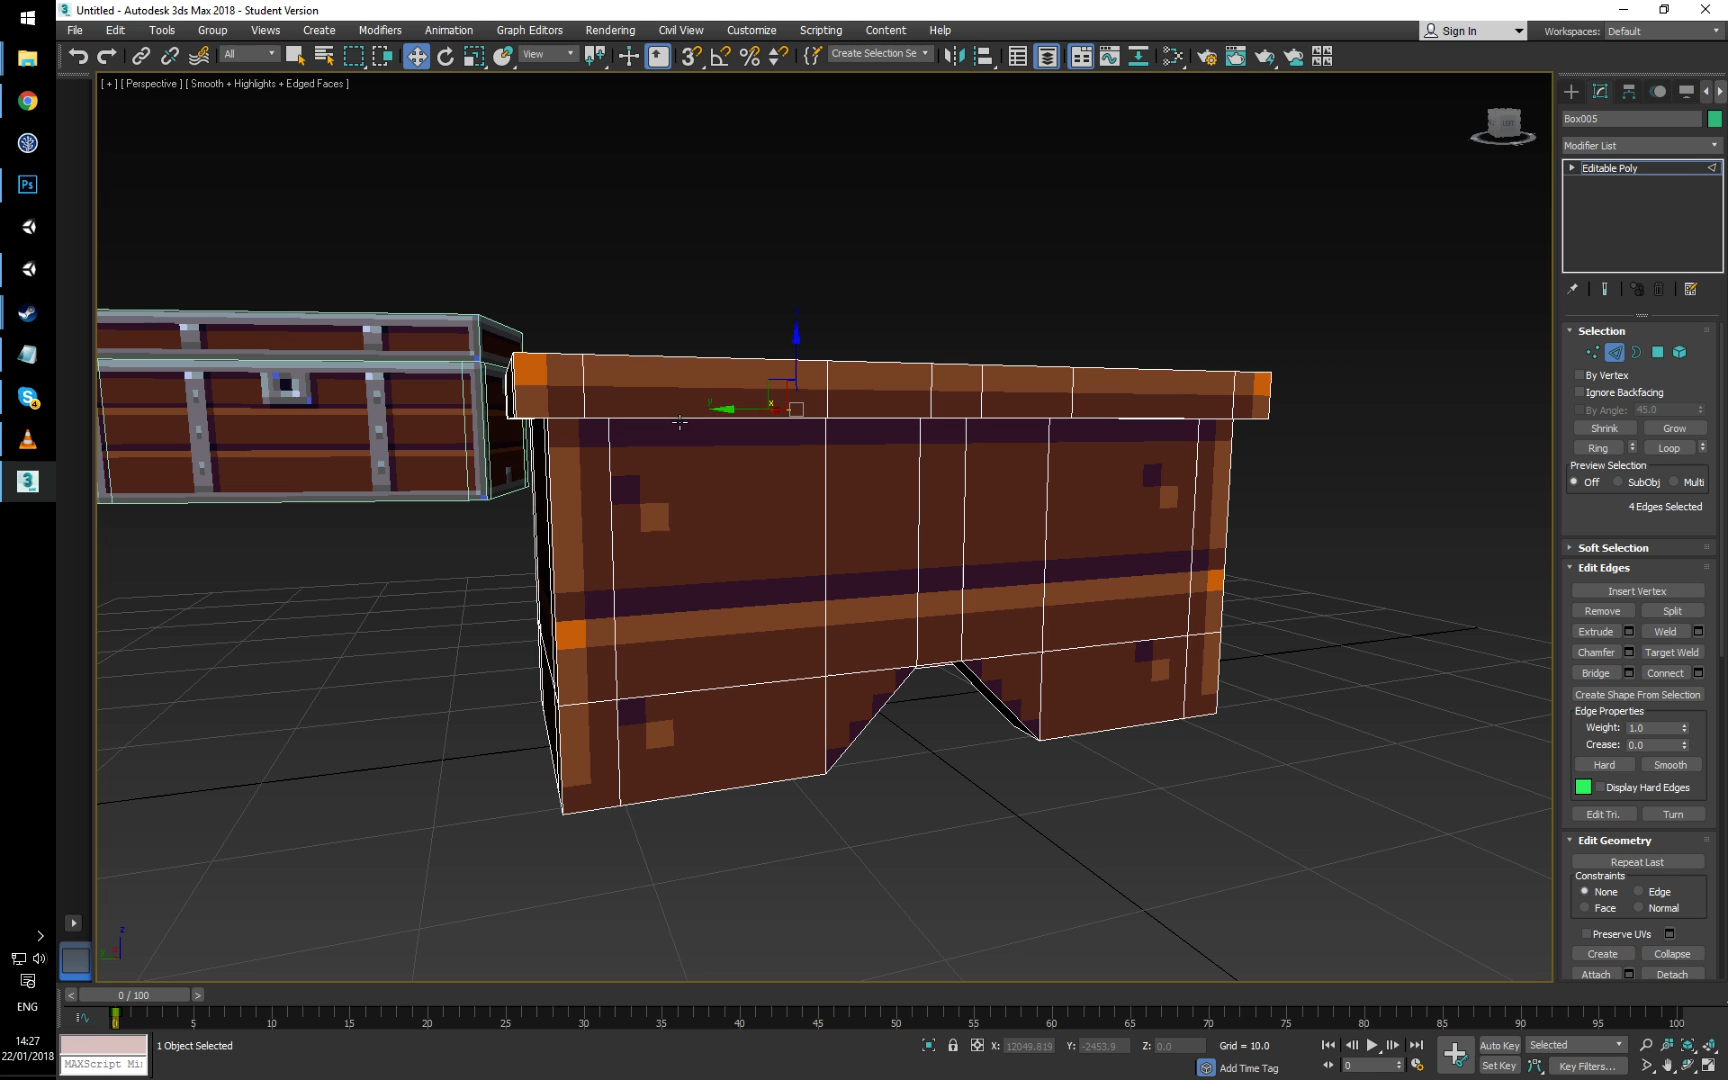 Untitled - Autodesk 3ds Max 2018 - Student Version
File Edit Tools Group Views Create Modifiers Animation Graph Editors Rendering Civil View Customize Scripting Content Help
Sign In Workspaces: Default
All View Create Selection Se
[ + ] [ Perspective ] [ Smooth + Highlights + Edged Faces ]
LEFT
Box005
Modifier List
Editable Poly
Selection
By Vertex
Ignore Backfacing
By Angle: 45.0
Shrink Grow
Ring Loop
Preview Selection
Off SubObj Multi
4 Edges Selected
Soft Selection
Edit Edges
Insert Vertex
Remove Split
Extrude Weld
Chamfer Target Weld
Bridge Connect
Create Shape From Selection
Edge Properties
Weight: 1.0
Crease: 0.0
Hard Smooth
Display Hard Edges
Edit Tri. Turn
Edit Geometry
Repeat Last
Constraints
None Edge
Face Normal
Preserve UVs
Create Collapse
Attach Detach
z
y
x
Ps
3
ENG
14:27
22/01/2018
< 0 / 100 >
0 5 10 15 20 25 30 35 40 45 50 55 60 65 70 75 80 85 90 95 100
1 Object Selected
X: 12049.819 Y: -2453.9 Z: 0.0 Grid = 10.0
Auto Key Selected
MAXScript Mi
Add Time Tag
0
Set Key Key Filters...